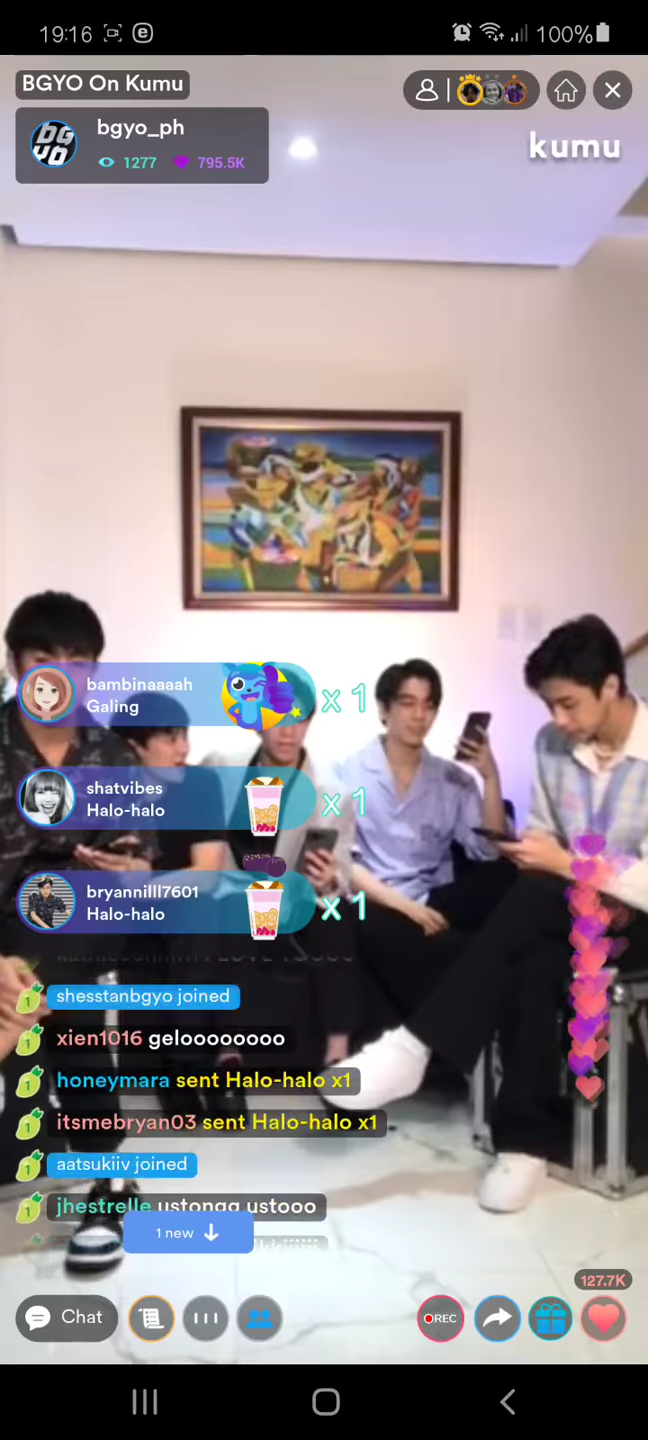 19:16
100%
BGYO On Kumu
bgyo_ph
1277
795.5K
kumu
bambinaaaah
Galing
x 1
shatvibes
Halo-halo
x 1
bryannilll7601
Halo-halo
x 1
shesstanbgyo joined
xien1016 geloooooooo
honeymara sent Halo-halo x1
itsmebryan03 sent Halo-halo x1
aatsukiiv joined
jhestrelle ustongg ustooo
1 new
127.7K
Chat
REC